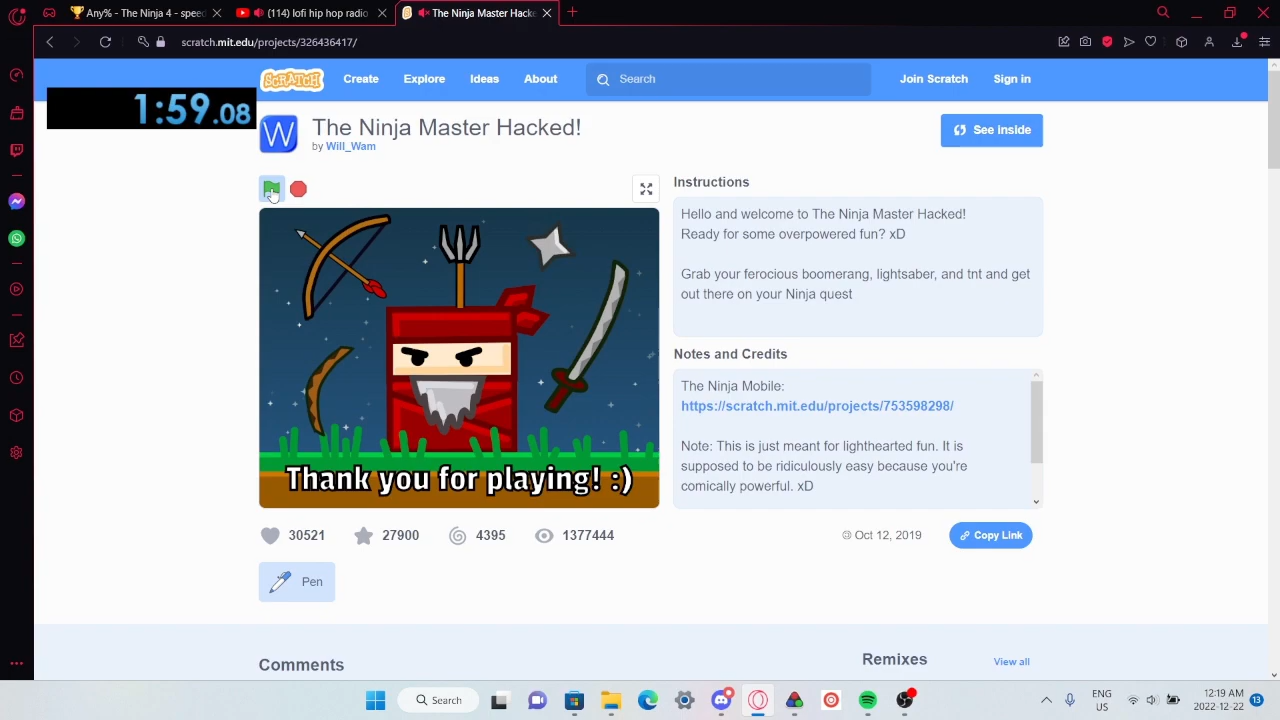 Any% - The Ninja 4 - speed
(114) lofi hip hop radio
The Ninja Master Hacked!
scratch.mit.edu/projects/326436417/
SCRATCH
Create
Explore
Ideas
About
Search
Join Scratch
Sign in
1:59.08
W
The Ninja Master Hacked!
by Will_Wam
See inside
Instructions
Hello and welcome to The Ninja Master Hacked!
Ready for some overpowered fun? xD
Grab your ferocious boomerang, lightsaber, and tnt and get
out there on your Ninja quest
Thank you for playing! :)
Notes and Credits
The Ninja Mobile:
https://scratch.mit.edu/projects/753598298/
Note: This is just meant for lighthearted fun. It is
supposed to be ridiculously easy because you're
comically powerful. xD
30521
27900
4395
1377444
© Oct 12, 2019
Copy Link
Pen
Comments
Remixes
View all
Search
ENG
US
12:19 AM
2022-12-22
13